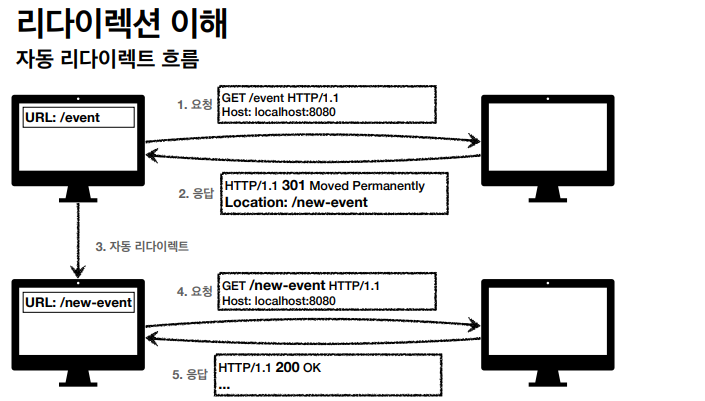 리다이렉션 이해
자동 리다이렉트 흐름
URL: /event
1. 요청
GET /event HTTP/1.1
Host: localhost:8080
2. 응답
HTTP/1.1 301 Moved Permanently
Location: /new-event
3. 자동 리다이렉트
URL: /new-event
4. 요청
GET /new-event HTTP/1.1
Host: localhost:8080
5. 응답
HTTP/1.1 200 OK
...